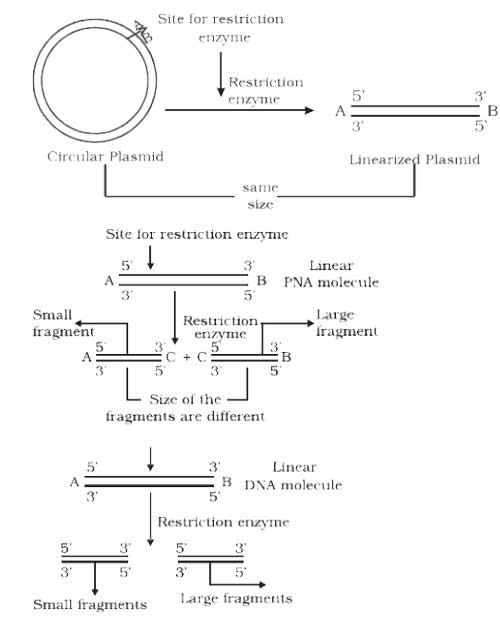 Site for restriction
enzyme
A B
Restriction
enzyme
5' 3'
A B
3' 5'
Circular Plasmid
Linearized Plasmid
same
size
Site for restriction enzyme
5' 3' Linear
A B PNA molecule
3' 5'
Small Restriction Large
fragment enzyme fragment
5' 3' 5' 3'
A C + C B
3' 5' 3' 5'
Size of the
fragments are different
5' 3' Linear
A B DNA molecule
3' 5'
Restriction enzyme
5' 3' 5' 3'
3' 5' 3' 5'
Small fragments Large fragments